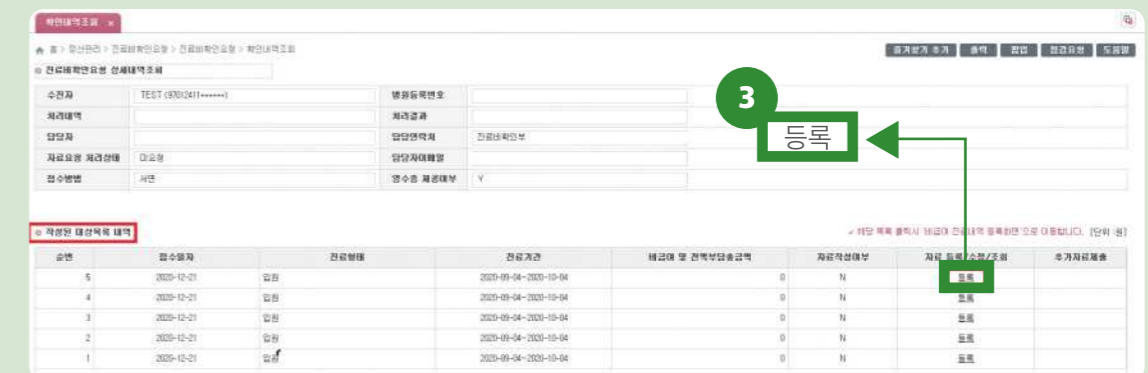 확인내역조회 ×
홈 > 정산관리 > 진료비확인요청 > 진료비확인요청 > 확인내역조회
즐겨찾기 추가 출력 팝업 점검요청 도움말
진료비확인요청 상세내역조회
수진자 TEST (97012411******) 병원등록번호
처리내역 처리결과
담당자 담당연락처 진료비확인부
자료요청 처리상태 미요청 담당자이메일
접수방법 서면 영수증 제공여부 Y
3
등록
작성된 대상목록 내역
해당 목록 클릭시 '비급여 진료내역 등록화면'으로 이동합니다. [단위:원]
순번 접수일자 진료형태 진료기간 비급여 및 전액부담총금액 자료작성여부 자료 등록/수정/조회 추가자료제출
5 2020-12-21 입원 2020-09-04~2020-10-04 0 N 등록
4 2020-12-21 입원 2020-09-04~2020-10-04 0 N 등록
3 2020-12-21 입원 2020-09-04~2020-10-04 0 N 등록
2 2020-12-21 입원 2020-09-04~2020-10-04 0 N 등록
1 2020-12-21 입원 2020-09-04~2020-10-04 0 N 등록